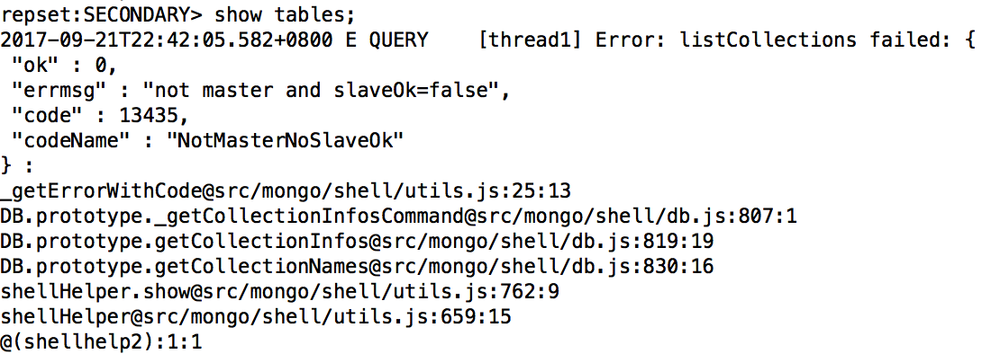 repset:SECONDARY> show tables;
2017-09-21T22:42:05.582+0800 E QUERY    [thread1] Error: listCollections failed: {
 "ok" : 0,
 "errmsg" : "not master and slaveOk=false",
 "code" : 13435,
 "codeName" : "NotMasterNoSlaveOk"
} :
_getErrorWithCode@src/mongo/shell/utils.js:25:13
DB.prototype._getCollectionInfosCommand@src/mongo/shell/db.js:807:1
DB.prototype.getCollectionInfos@src/mongo/shell/db.js:819:19
DB.prototype.getCollectionNames@src/mongo/shell/db.js:830:16
shellHelper.show@src/mongo/shell/utils.js:762:9
shellHelper@src/mongo/shell/utils.js:659:15
@(shellhelp2):1:1